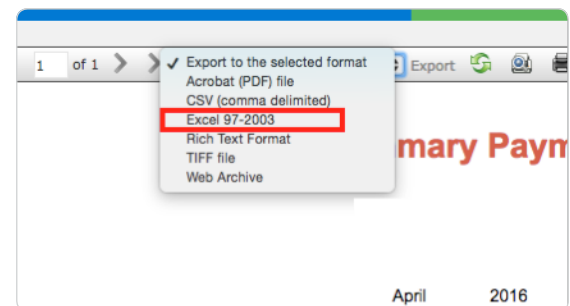 1 of 1 Export
✓ Export to the selected format
Acrobat (PDF) file
CSV (comma delimited)
Excel 97-2003
Rich Text Format
TIFF file
Web Archive
mary Paym
April 2016